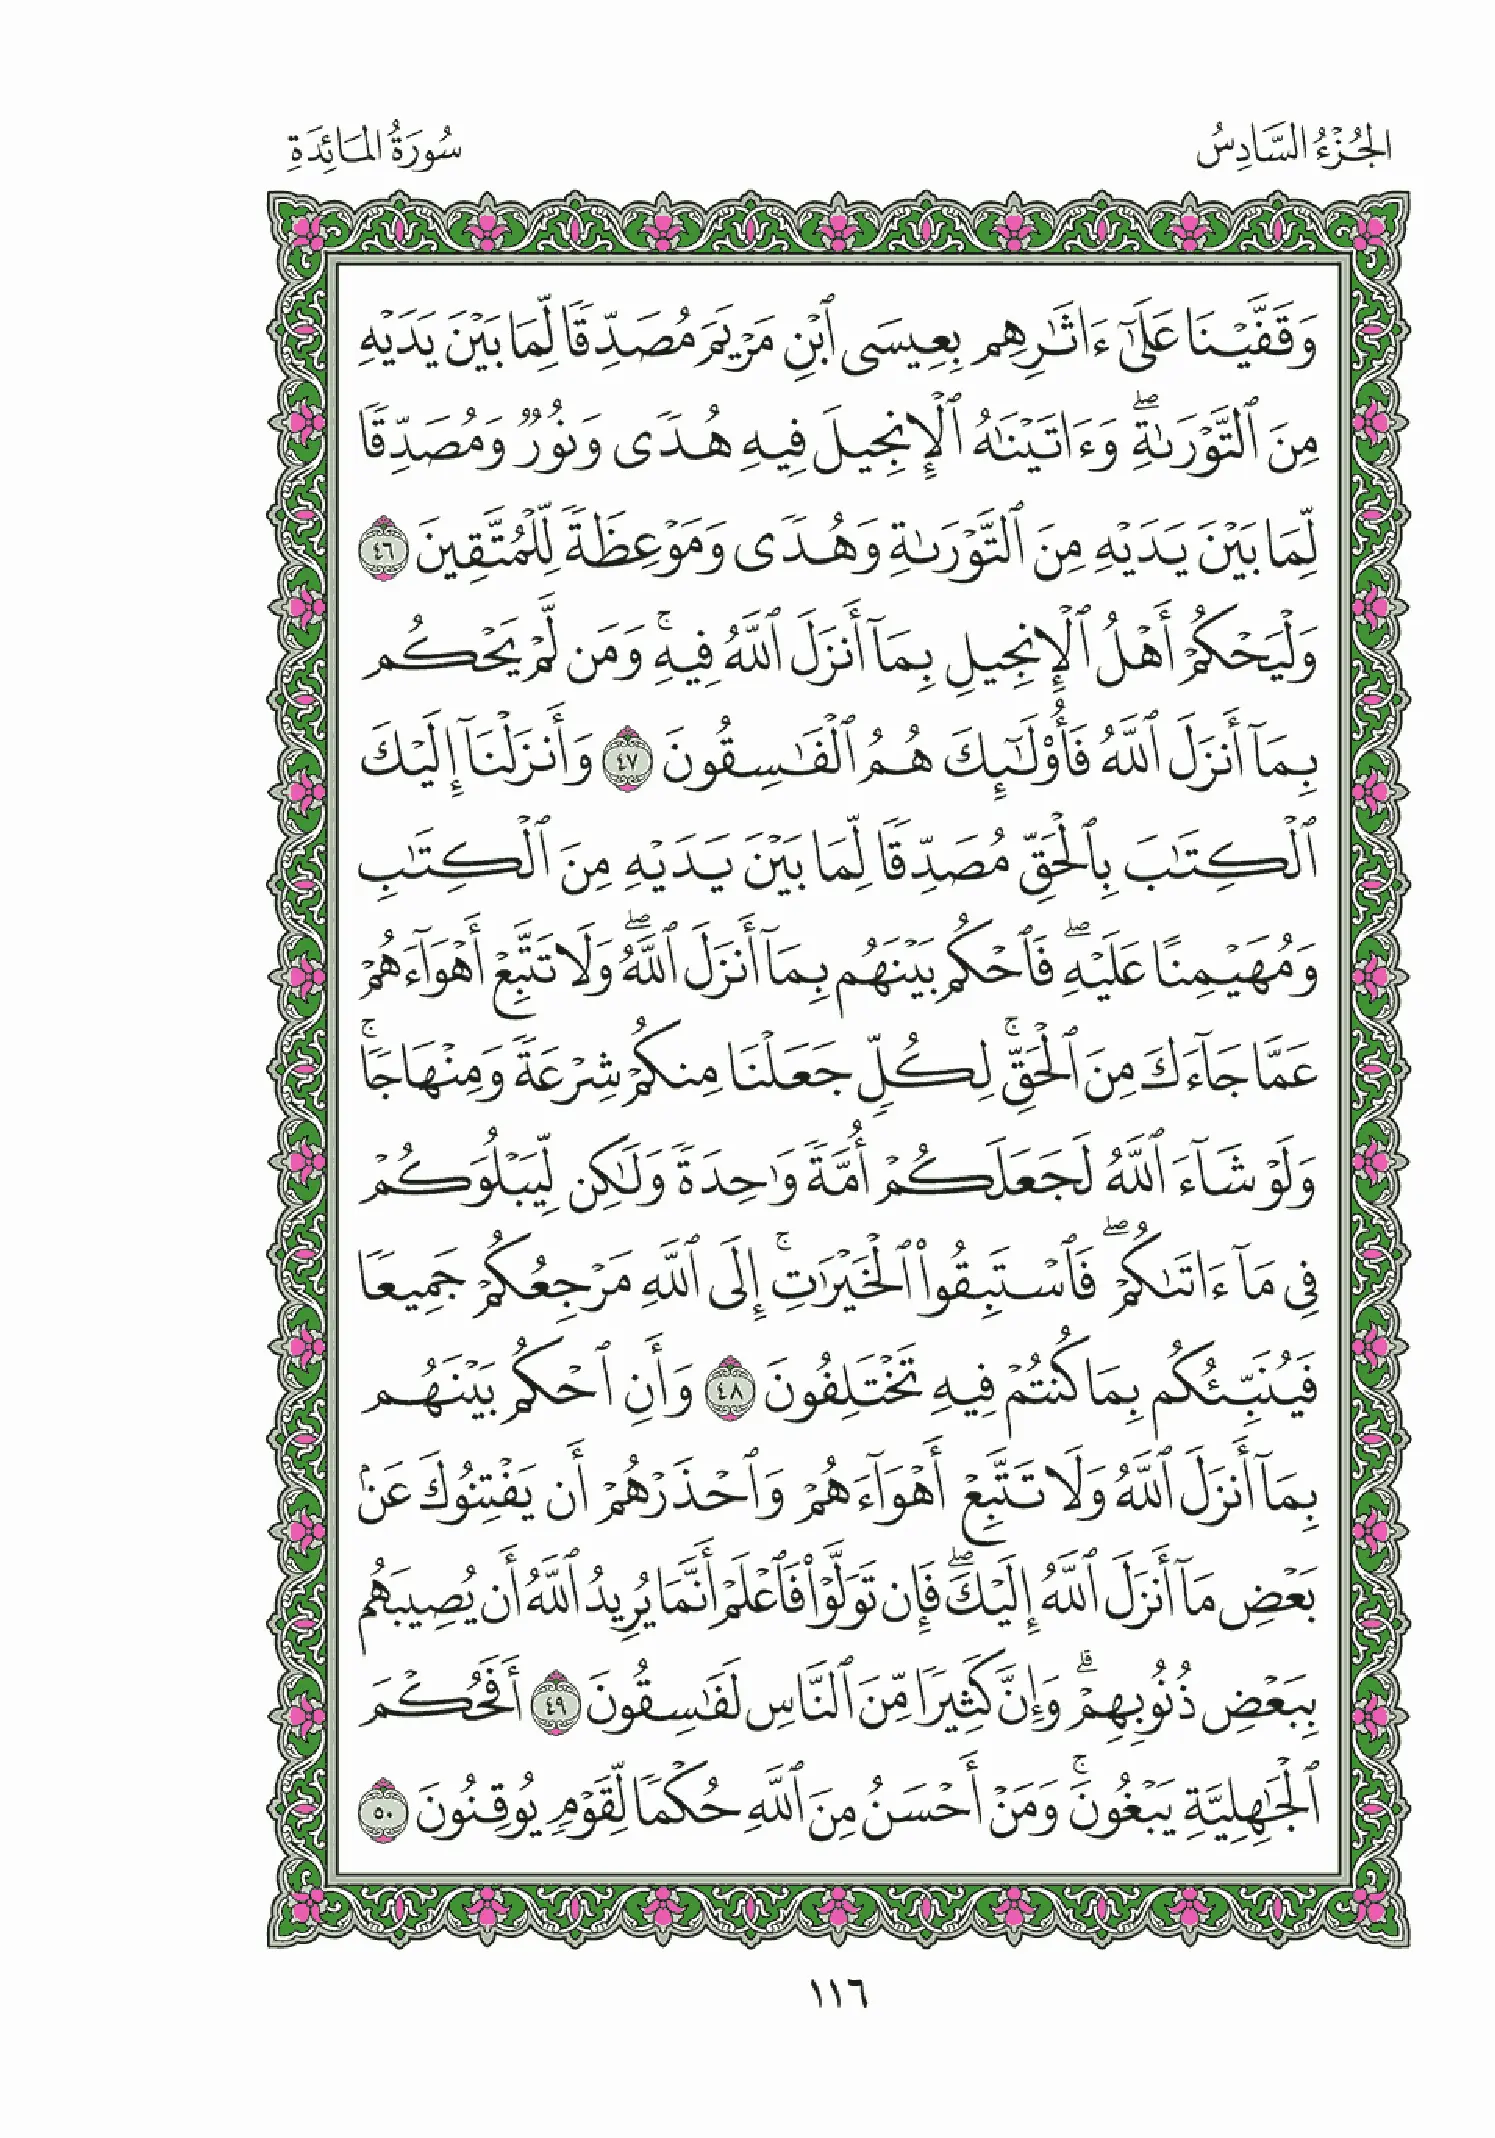 الجُزْءُ السَّادِسُ
سُورَةُ المَائِدَةِ
وَقَفَّيْنَا عَلَىٰٓ ءَاثَٰرِهِم بِعِيسَى ٱبْنِ مَرْيَمَ مُصَدِّقًا لِّمَا بَيْنَ يَدَيْهِ
مِنَ ٱلتَّوْرَىٰةِۖ وَءَاتَيْنَٰهُ ٱلْإِنجِيلَ فِيهِ هُدًى وَنُورٌ وَمُصَدِّقًا
لِّمَا بَيْنَ يَدَيْهِ مِنَ ٱلتَّوْرَىٰةِ وَهُدًى وَمَوْعِظَةً لِّلْمُتَّقِينَ ٤٦
وَلْيَحْكُمْ أَهْلُ ٱلْإِنجِيلِ بِمَآ أَنزَلَ ٱللَّهُ فِيهِۚ وَمَن لَّمْ يَحْكُم
بِمَآ أَنزَلَ ٱللَّهُ فَأُو۟لَٰٓئِكَ هُمُ ٱلْفَٰسِقُونَ ٤٧ وَأَنزَلْنَآ إِلَيْكَ
ٱلْكِتَٰبَ بِٱلْحَقِّ مُصَدِّقًا لِّمَا بَيْنَ يَدَيْهِ مِنَ ٱلْكِتَٰبِ
وَمُهَيْمِنًا عَلَيْهِۖ فَٱحْكُم بَيْنَهُم بِمَآ أَنزَلَ ٱللَّهُۖ وَلَا تَتَّبِعْ أَهْوَآءَهُمْ
عَمَّا جَآءَكَ مِنَ ٱلْحَقِّۚ لِكُلٍّ جَعَلْنَا مِنكُمْ شِرْعَةً وَمِنْهَاجًاۚ
وَلَوْ شَآءَ ٱللَّهُ لَجَعَلَكُمْ أُمَّةً وَٰحِدَةً وَلَٰكِن لِّيَبْلُوَكُمْ
فِى مَآ ءَاتَىٰكُمْۖ فَٱسْتَبِقُوا۟ ٱلْخَيْرَٰتِۚ إِلَى ٱللَّهِ مَرْجِعُكُمْ جَمِيعًا
فَيُنَبِّئُكُم بِمَا كُنتُمْ فِيهِ تَخْتَلِفُونَ ٤٨ وَأَنِ ٱحْكُم بَيْنَهُم
بِمَآ أَنزَلَ ٱللَّهُ وَلَا تَتَّبِعْ أَهْوَآءَهُمْ وَٱحْذَرْهُمْ أَن يَفْتِنُوكَ عَنۢ
بَعْضِ مَآ أَنزَلَ ٱللَّهُ إِلَيْكَۖ فَإِن تَوَلَّوْا۟ فَٱعْلَمْ أَنَّمَا يُرِيدُ ٱللَّهُ أَن يُصِيبَهُم
بِبَعْضِ ذُنُوبِهِمْۗ وَإِنَّ كَثِيرًا مِّنَ ٱلنَّاسِ لَفَٰسِقُونَ ٤٩ أَفَحُكْمَ
ٱلْجَٰهِلِيَّةِ يَبْغُونَۚ وَمَنْ أَحْسَنُ مِنَ ٱللَّهِ حُكْمًا لِّقَوْمٍ يُوقِنُونَ ٥٠
١١٦